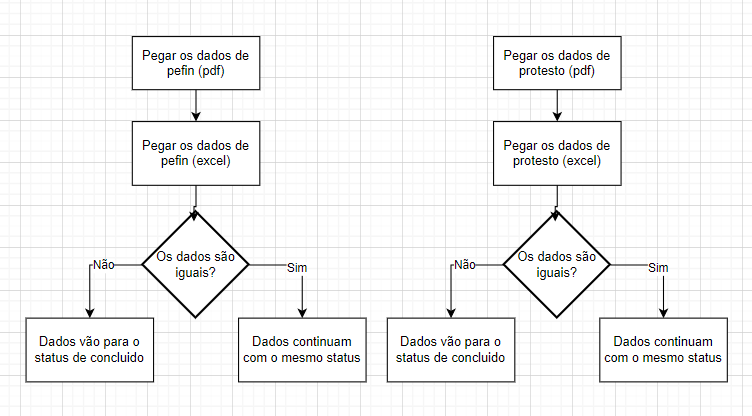 Pegar os dados de
pefin (pdf)
Pegar os dados de
pefin (excel)
Os dados são
iguais?
Não
Sim
Dados vão para o
status de concluido
Dados continuam
com o mesmo status
Pegar os dados de
protesto (pdf)
Pegar os dados de
protesto (excel)
Os dados são
iguais?
Não
Sim
Dados vão para o
status de concluido
Dados continuam
com o mesmo status